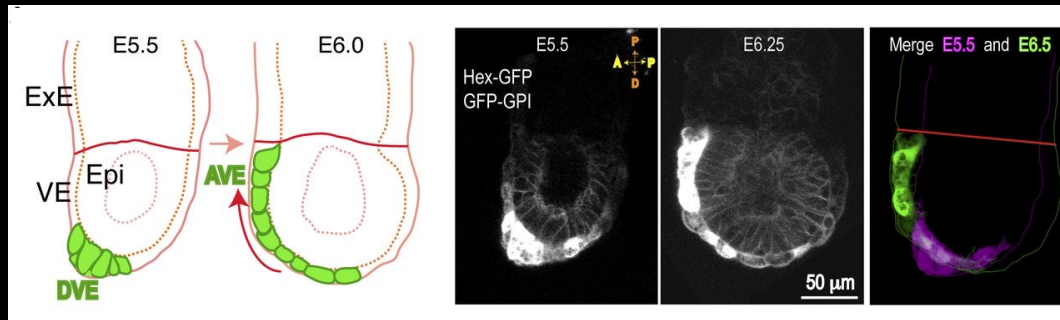 E5.5
E6.0
ExE
VE
Epi
AVE
DVE
E5.5
Hex-GFP
GFP-GPI
P
A
P
D
E6.25
50 µm
Merge E5.5 and E6.5